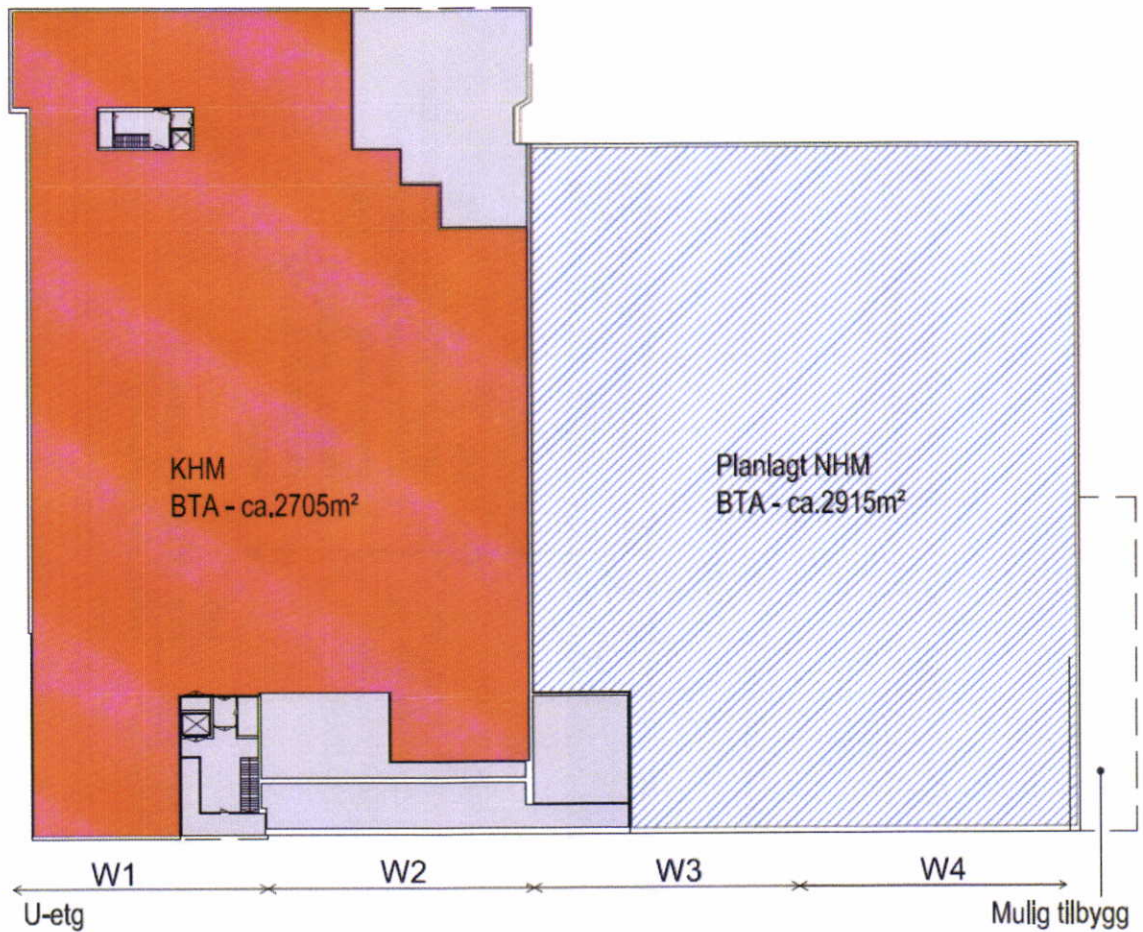 KHM
BTA - ca.2705m²
Planlagt NHM
BTA - ca.2915m²
W1
W2
W3
W4
U-etg
Mulig tilbygg